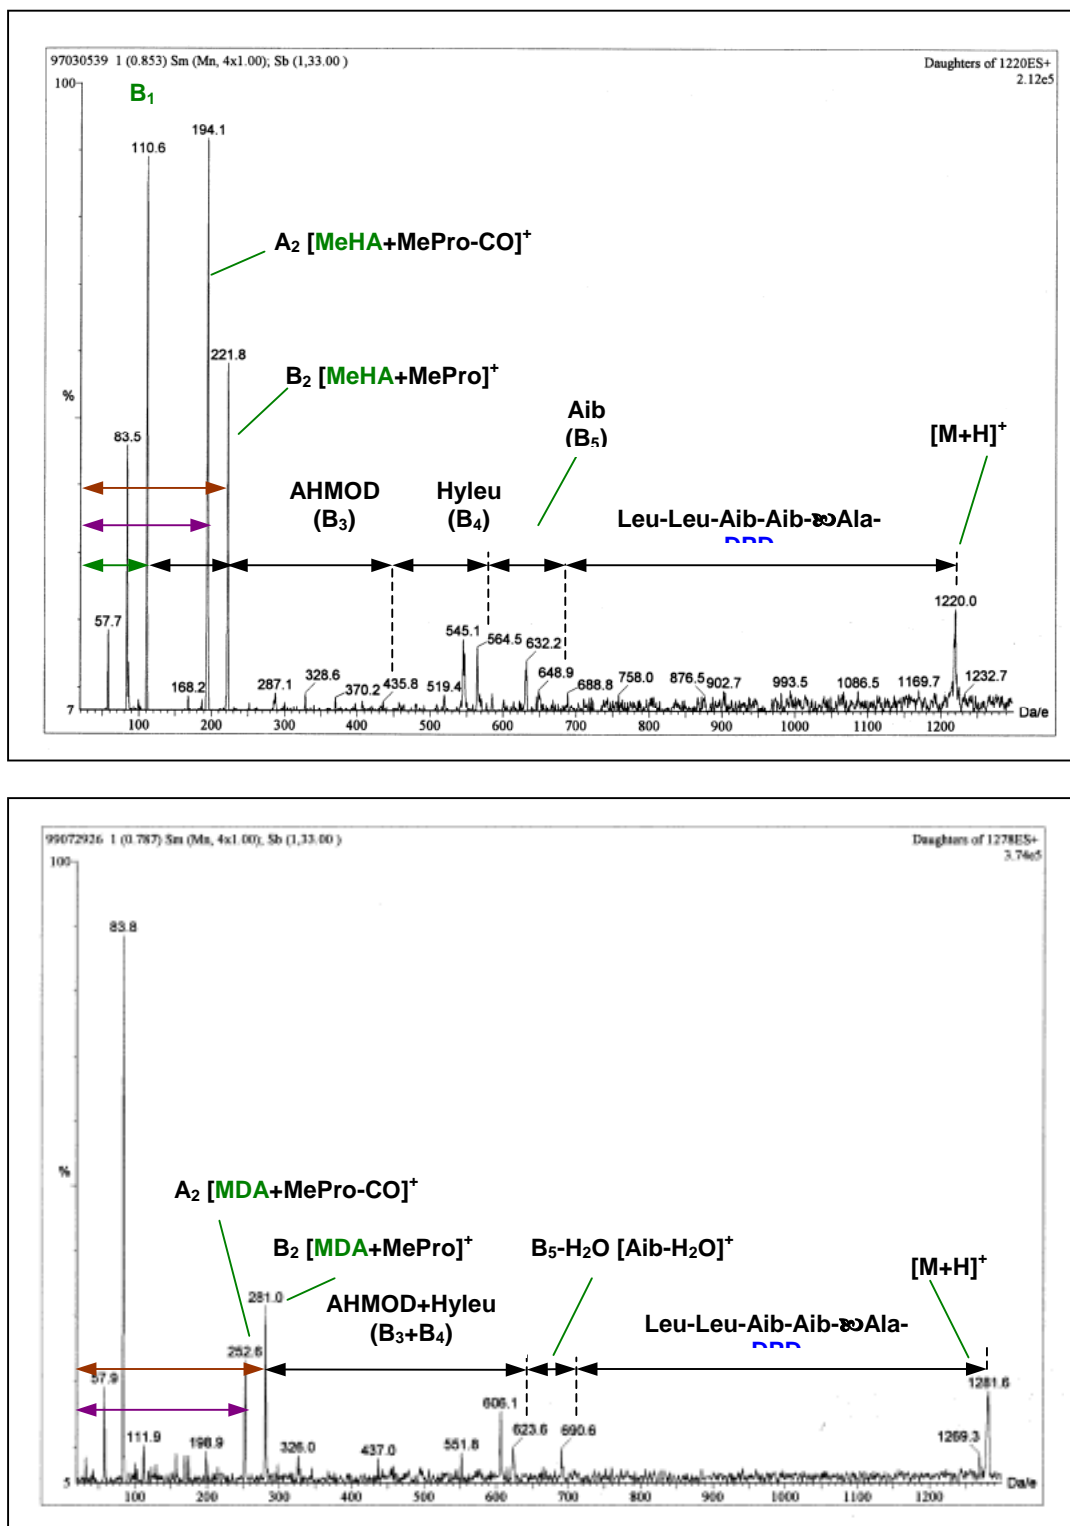 97030539 1 (0.853) Sm (Mn, 4x1.00); Sb (1,33.00 )
Daughters of 1220ES+
2.12e5
100
B₁
194.1
110.6
A₂ [MeHA+MePro-CO]⁺
221.8
B₂ [MeHA+MePro]⁺
%
Aib
(B₅)
[M+H]⁺
83.5
AHMOD
(B₃)
Hyleu
(B₄)
Leu-Leu-Aib-Aib-Ala-
DPD
57.7
1220.0
545.1
564.5
632.2
168.2
287.1
328.6
370.2
435.8
519.4
648.9
688.8
758.0
876.5
902.7
993.5
1086.5
1169.7
1232.7
7
Da/e
100 200 300 400 500 600 700 800 900 1000 1100 1200
99072926 1 (0.787) Sm (Mn, 4x1.00); Sb (1,33.00 )
Daughters of 1278ES+
3.74e5
100
83.8
%
A₂ [MDA+MePro-CO]⁺
B₂ [MDA+MePro]⁺
B₅-H₂O [Aib-H₂O]⁺
[M+H]⁺
281.0
AHMOD+Hyleu
(B₃+B₄)
Leu-Leu-Aib-Aib-Ala-
DPD
252.6
57.9
1281.6
606.1
111.9
198.9
326.0
437.0
551.8
623.6
690.6
1269.3
5
Da/e
100 200 300 400 500 600 700 800 900 1000 1100 1200